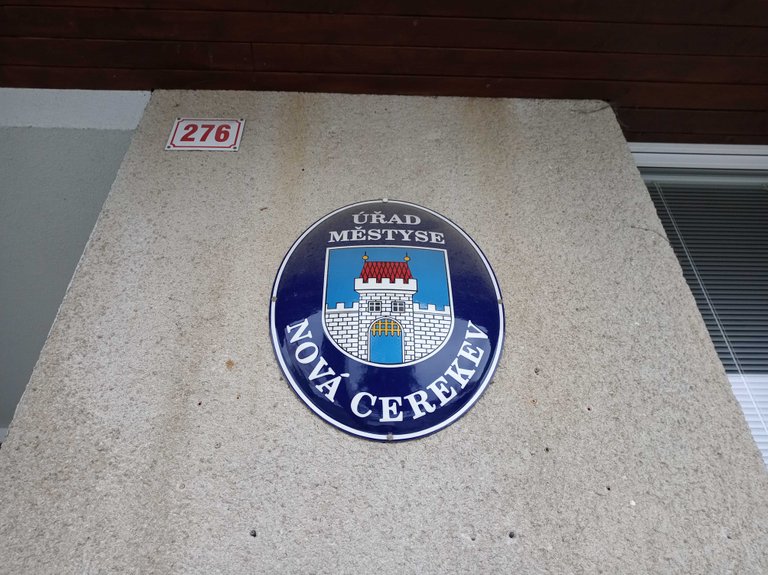 276
ÚŘAD
MĚSTYSE
NOVÁ CEREKEV